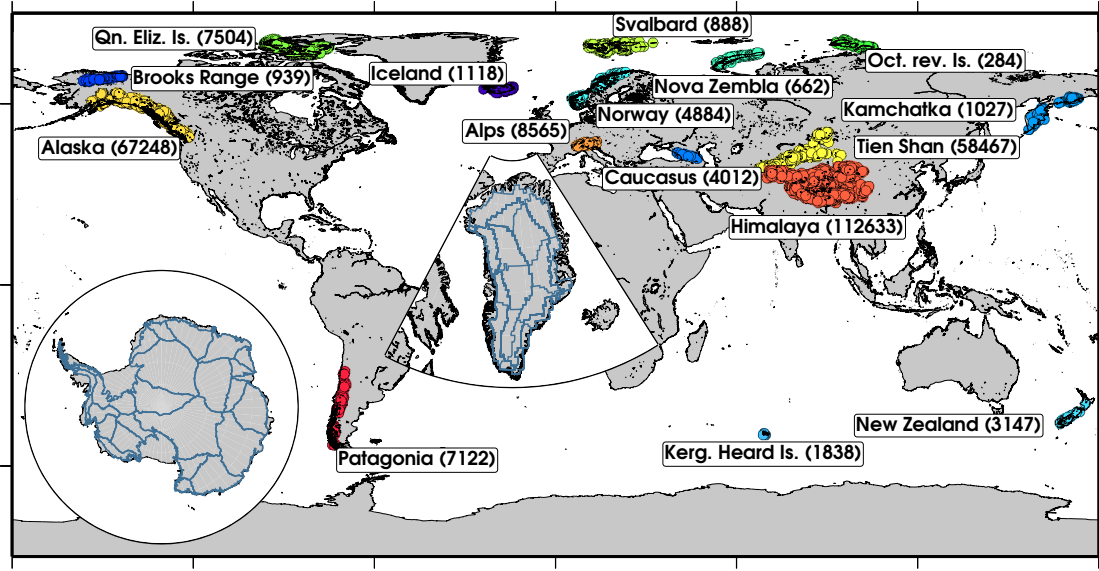 Svalbard (888)
Qn. Eliz. Is. (7504)
Oct. rev. Is. (284)
Brooks Range (939)
Iceland (1118)
Nova Zembla (662)
Kamchatka (1027)
Norway (4884)
Alps (8565)
Alaska (67248)
Tien Shan (58467)
Caucasus (4012)
Himalaya (112633)
New Zealand (3147)
Kerg. Heard Is. (1838)
Patagonia (7122)